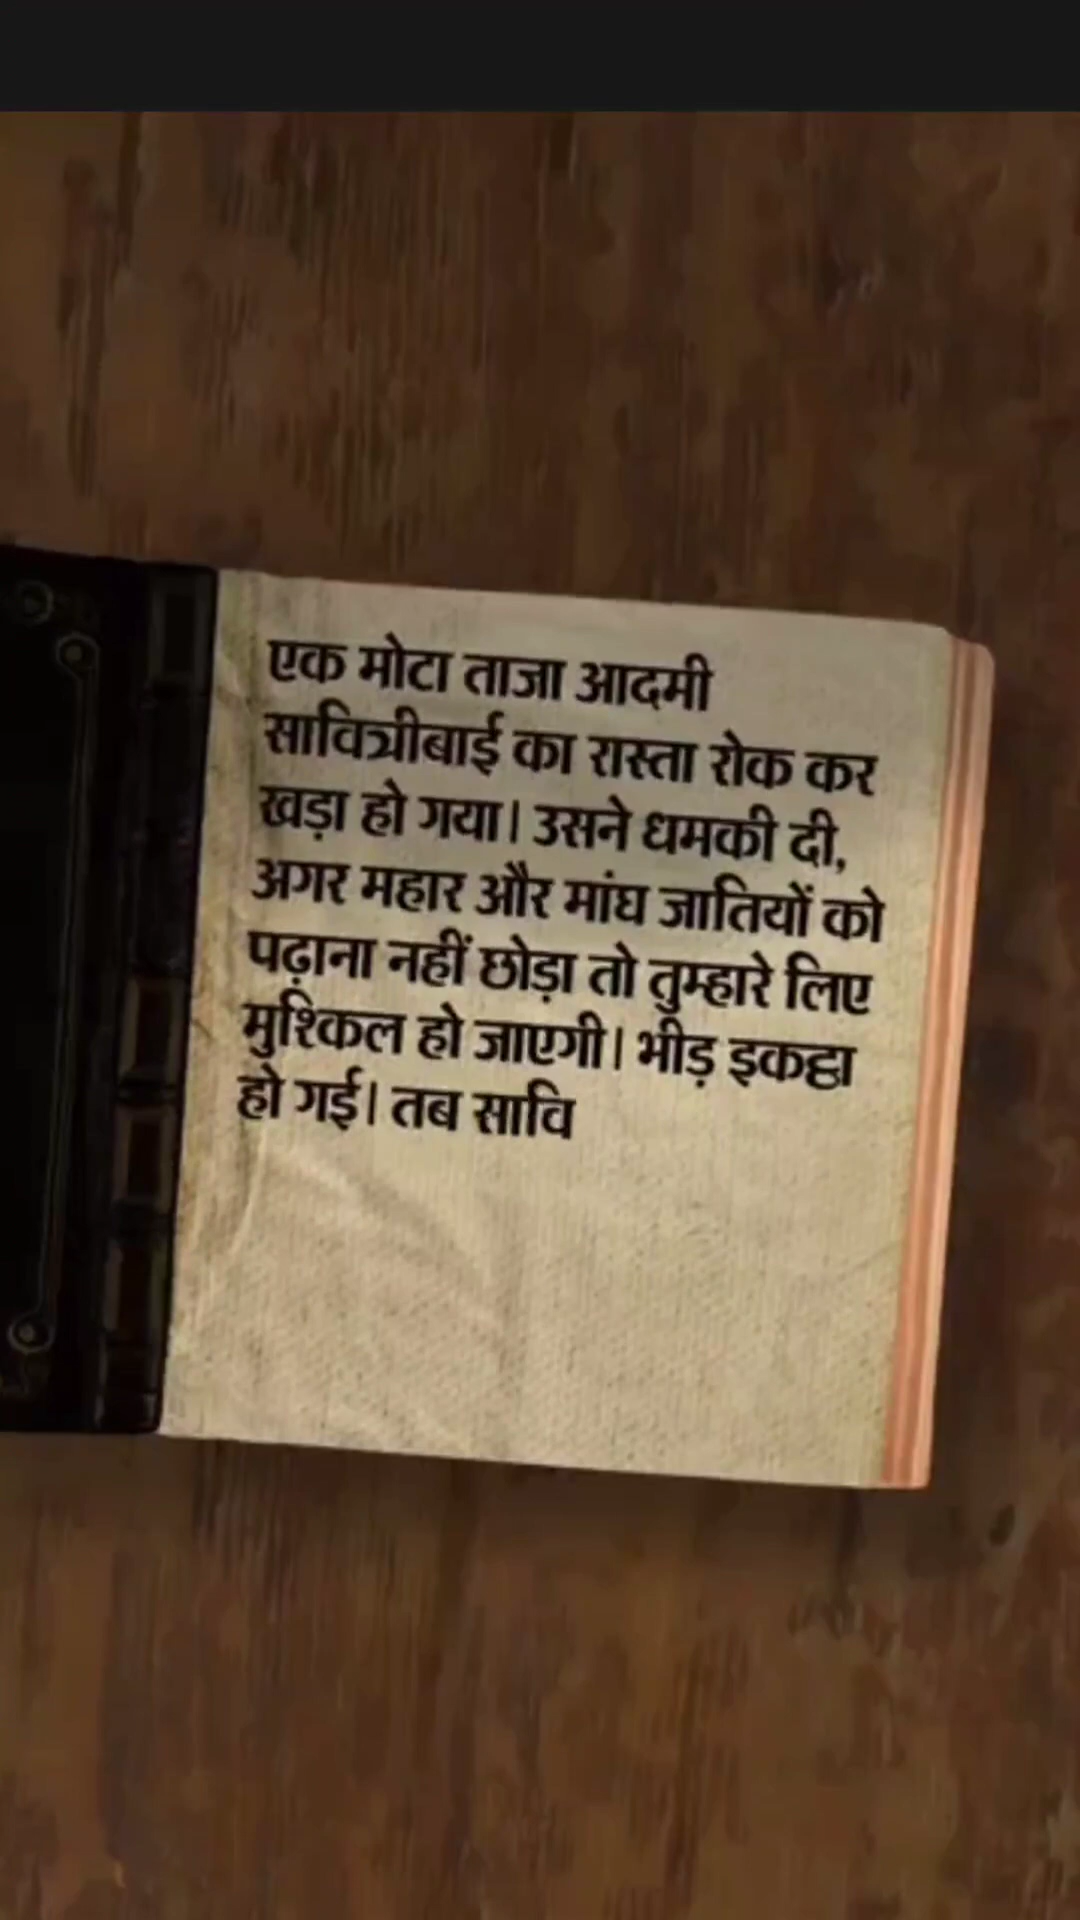 एक मोटा ताजा आदमी
सावित्रीबाई का रास्ता रोक कर
खड़ा हो गया। उसने धमकी दी,
अगर महार और मांघ जातियों को
पढ़ाना नहीं छोड़ा तो तुम्हारे लिए
मुश्किल हो जाएगी। भीड़ इकट्ठा
हो गई। तब सावि